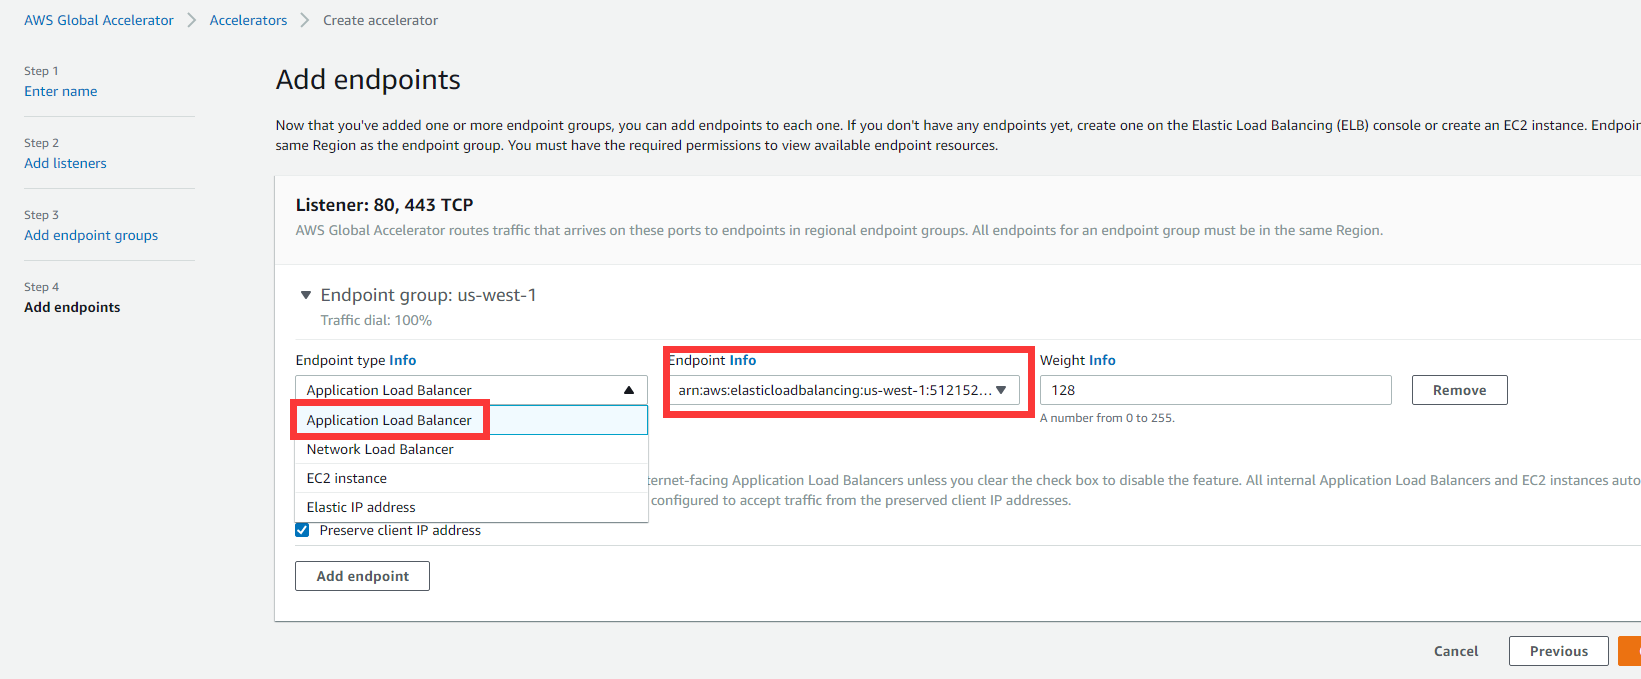 AWS Global Accelerator > Accelerators > Create accelerator
Step 1
Enter name
Step 2
Add listeners
Step 3
Add endpoint groups
Step 4
Add endpoints
Add endpoints
Now that you've added one or more endpoint groups, you can add endpoints to each one. If you don't have any endpoints yet, create one on the Elastic Load Balancing (ELB) console or create an EC2 instance. Endpoin
same Region as the endpoint group. You must have the required permissions to view available endpoint resources.
Listener: 80, 443 TCP
AWS Global Accelerator routes traffic that arrives on these ports to endpoints in regional endpoint groups. All endpoints for an endpoint group must be in the same Region.
Endpoint group: us-west-1
Traffic dial: 100%
Endpoint type Info
Endpoint Info
Weight Info
Application Load Balancer
arn:aws:elasticloadbalancing:us-west-1:512152...
128
Remove
A number from 0 to 255.
Application Load Balancer
Network Load Balancer
EC2 instance
Elastic IP address
ternet-facing Application Load Balancers unless you clear the check box to disable the feature. All internal Application Load Balancers and EC2 instances auto
configured to accept traffic from the preserved client IP addresses.
Preserve client IP address
Add endpoint
Cancel
Previous